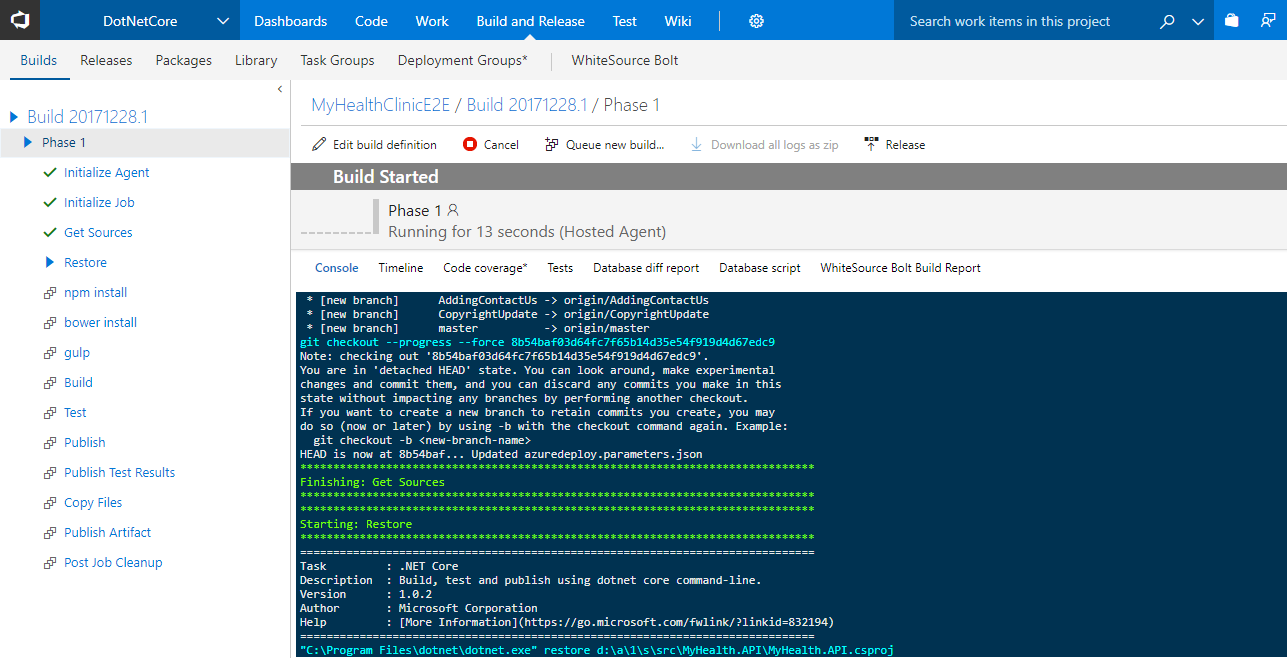 DotNetCore
Dashboards Code Work Build and Release Test Wiki
Search work items in this project
Builds Releases Packages Library Task Groups Deployment Groups* WhiteSource Bolt
Build 20171228.1
Phase 1
Initialize Agent
Initialize Job
Get Sources
Restore
npm install
bower install
gulp
Build
Test
Publish
Publish Test Results
Copy Files
Publish Artifact
Post Job Cleanup
MyHealthClinicE2E / Build 20171228.1 / Phase 1
Edit build definition Cancel Queue new build... Download all logs as zip Release
Build Started
Phase 1
Running for 13 seconds (Hosted Agent)
Console Timeline Code coverage* Tests Database diff report Database script WhiteSource Bolt Build Report
* [new branch] AddingContactUs -> origin/AddingContactUs
* [new branch] CopyrightUpdate -> origin/CopyrightUpdate
* [new branch] master -> origin/master
git checkout --progress --force 8b54baf03d64fc7f65b14d35e54f919d4d67edc9
Note: checking out '8b54baf03d64fc7f65b14d35e54f919d4d67edc9'.
You are in 'detached HEAD' state. You can look around, make experimental
changes and commit them, and you can discard any commits you make in this
state without impacting any branches by performing another checkout.
If you want to create a new branch to retain commits you create, you may
do so (now or later) by using -b with the checkout command again. Example:
git checkout -b <new-branch-name>
HEAD is now at 8b54baf... Updated azuredeploy.parameters.json
******************************************************************************
Finishing: Get Sources
******************************************************************************
******************************************************************************
Starting: Restore
******************************************************************************
==============================================================================
Task : .NET Core
Description : Build, test and publish using dotnet core command-line.
Version : 1.0.2
Author : Microsoft Corporation
Help : [More Information](https://go.microsoft.com/fwlink/?linkid=832194)
==============================================================================
"C:\Program Files\dotnet\dotnet.exe" restore d:\a\1\s\src\MyHealth.API\MyHealth.API.csproj